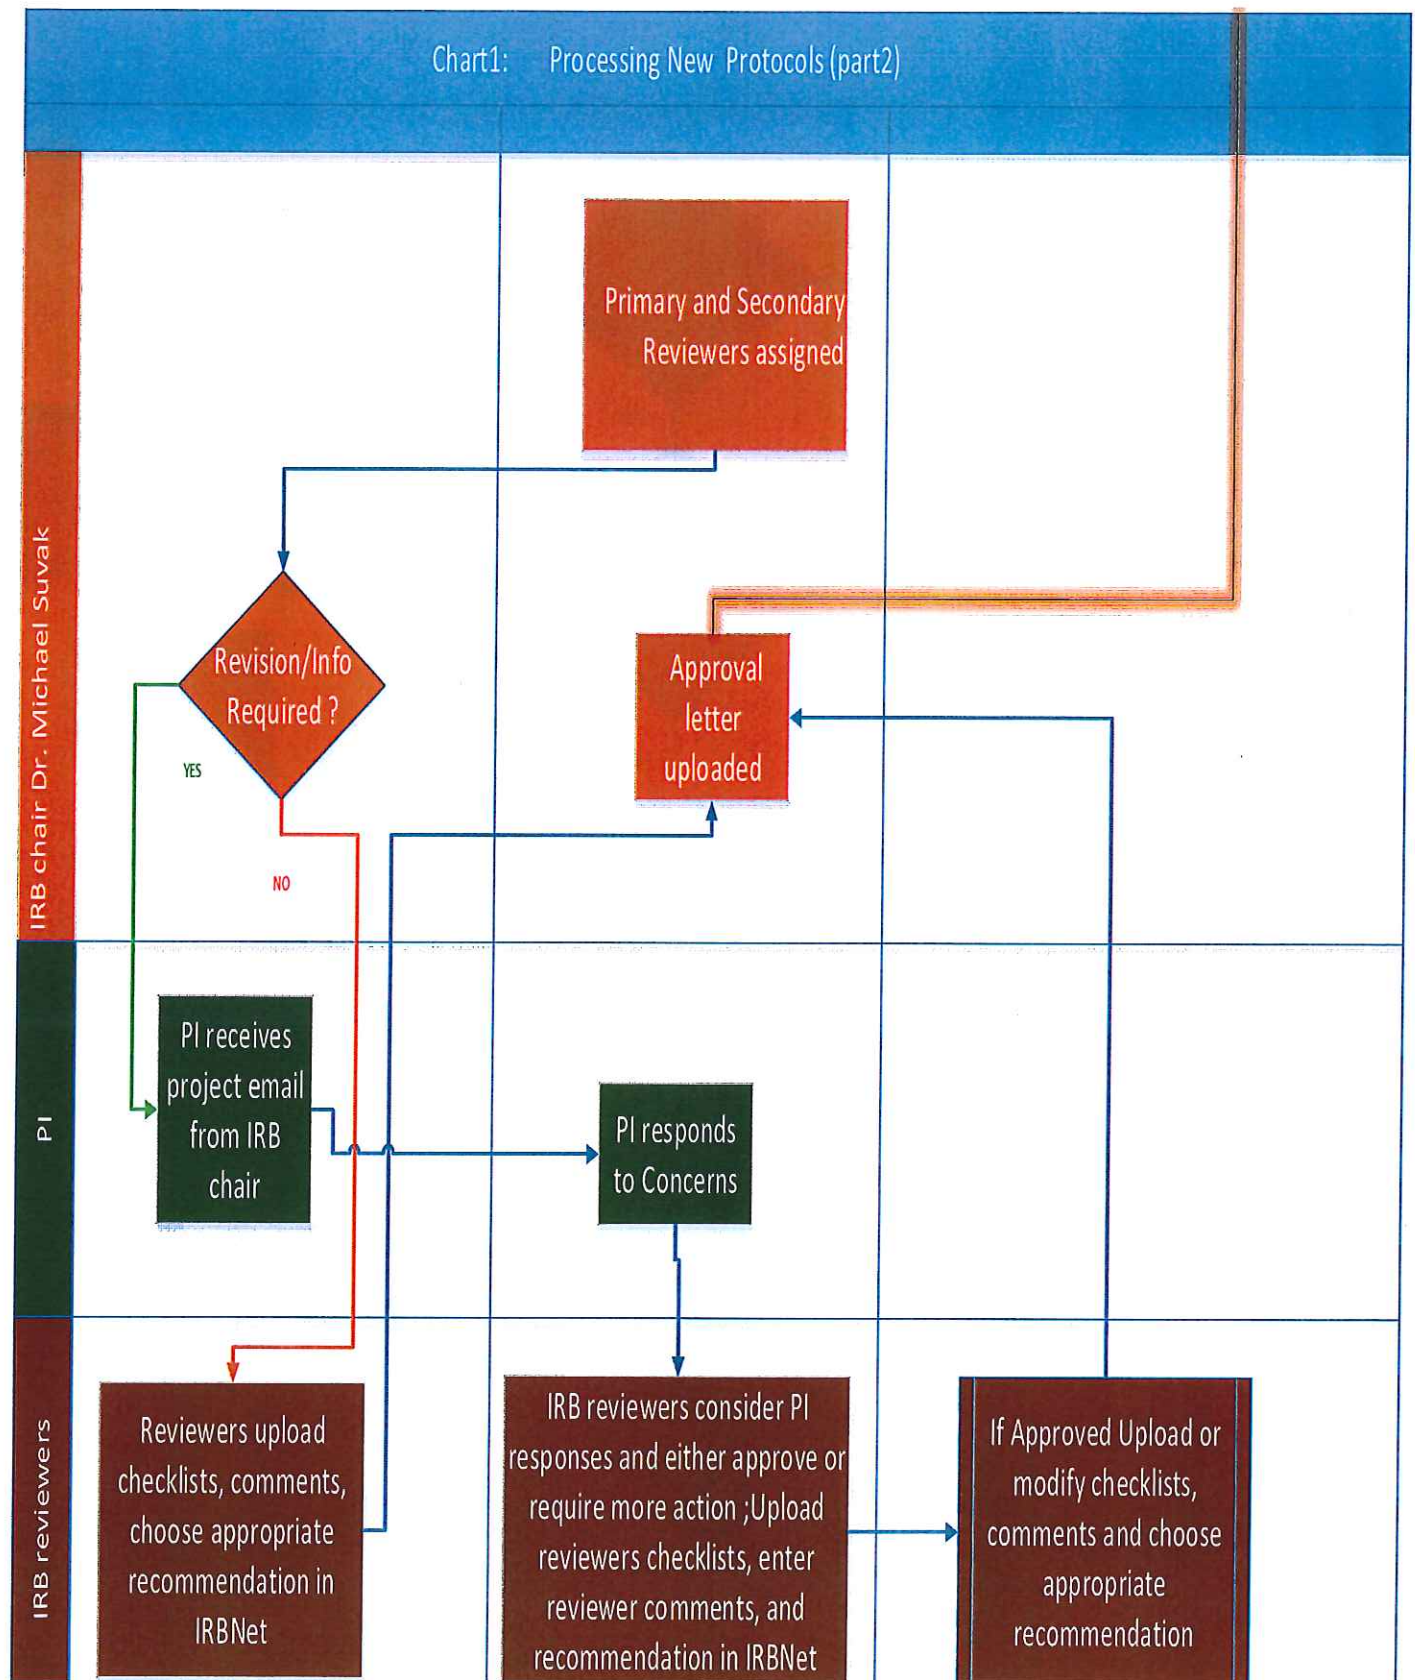 Chart1: Processing New Protocols (part2)
IRB chair Dr. Michael Suvak
Primary and Secondary
Reviewers assigned
Revision/Info
Required ?
YES
NO
Approval
letter
uploaded
PI
PI receives
project email
from IRB
chair
PI responds
to Concerns
IRB reviewers
Reviewers upload
checklists, comments,
choose appropriate
recommendation in
IRBNet
IRB reviewers consider PI
responses and either approve or
require more action ;Upload
reviewers checklists, enter
reviewer comments, and
recommendation in IRBNet
If Approved Upload or
modify checklists,
comments and choose
appropriate
recommendation